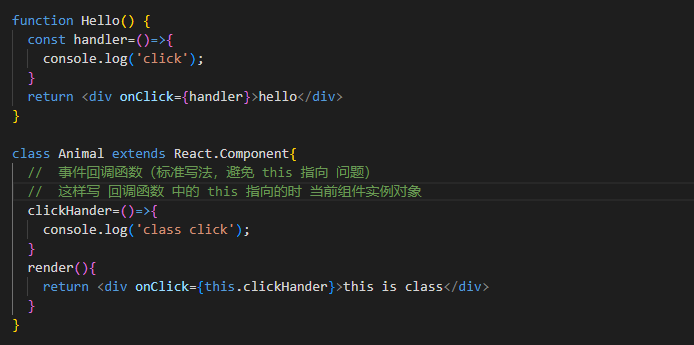 function Hello() {
  const handler=()=>{
    console.log('click');
  }
  return <div onClick={handler}>hello</div>
}

class Animal extends React.Component{
  // 事件回调函数（标准写法，避免 this 指向 问题）
  // 这样写 回调函数 中的 this 指向的时 当前组件实例对象
  clickHander=()=>{
    console.log('class click');
  }
  render(){
    return <div onClick={this.clickHander}>this is class</div>
  }
}